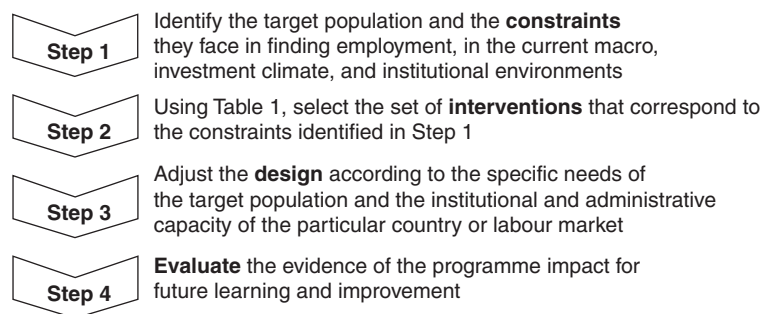 Step 1
Identify the target population and the constraints
they face in finding employment, in the current macro,
investment climate, and institutional environments
Step 2
Using Table 1, select the set of interventions that correspond to
the constraints identified in Step 1
Step 3
Adjust the design according to the specific needs of
the target population and the institutional and administrative
capacity of the particular country or labour market
Step 4
Evaluate the evidence of the programme impact for
future learning and improvement